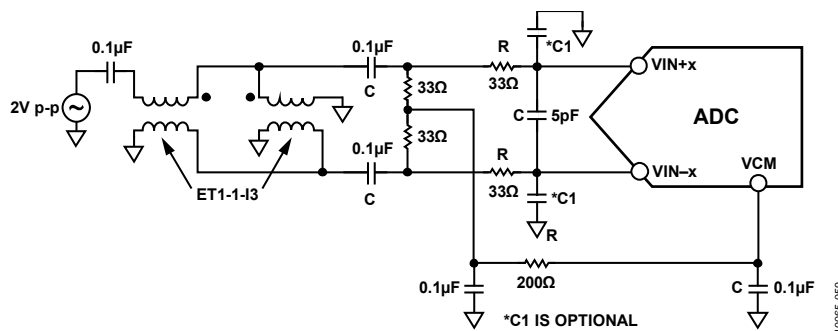 0.1µF
2V p-p
ET1-1-I3
0.1µF
C
33Ω
33Ω
0.1µF
C
R
33Ω
*C1
C
5pF
R
33Ω
*C1
R
VIN+x
ADC
VIN–x
VCM
0.1µF
200Ω
C
0.1µF
*C1 IS OPTIONAL